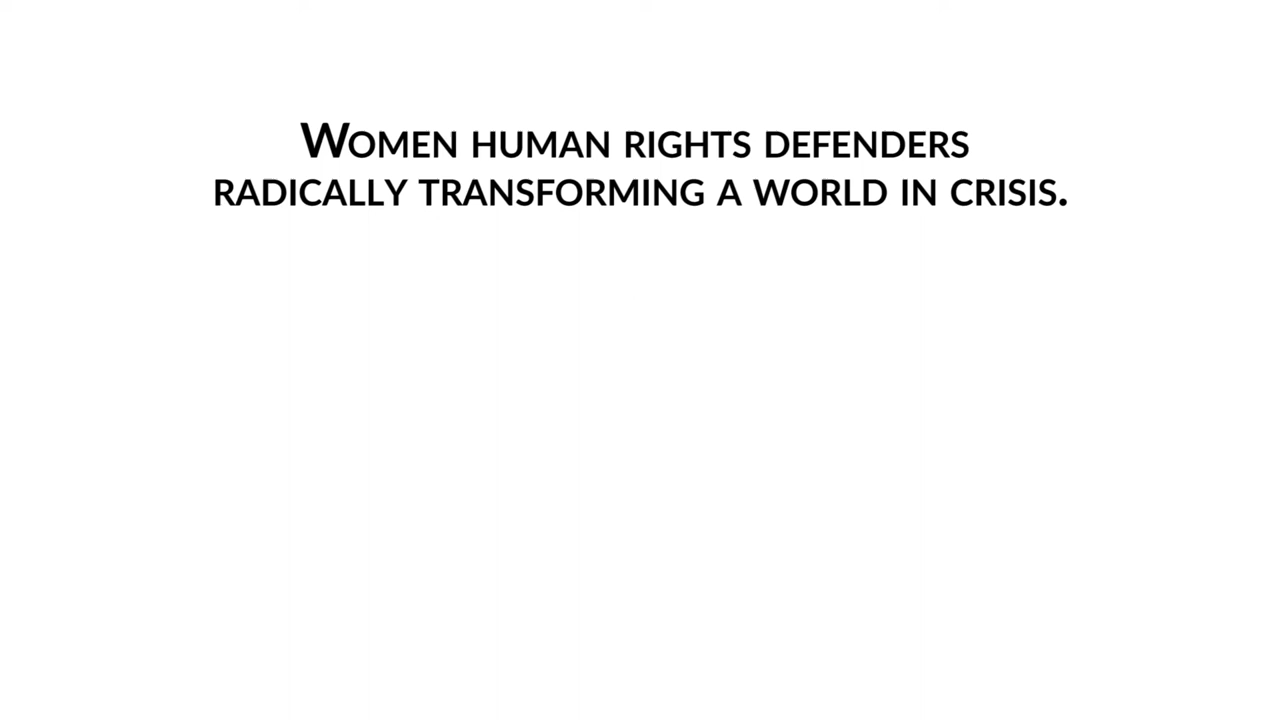 Women human rights defenders
radically transforming a world in crisis.